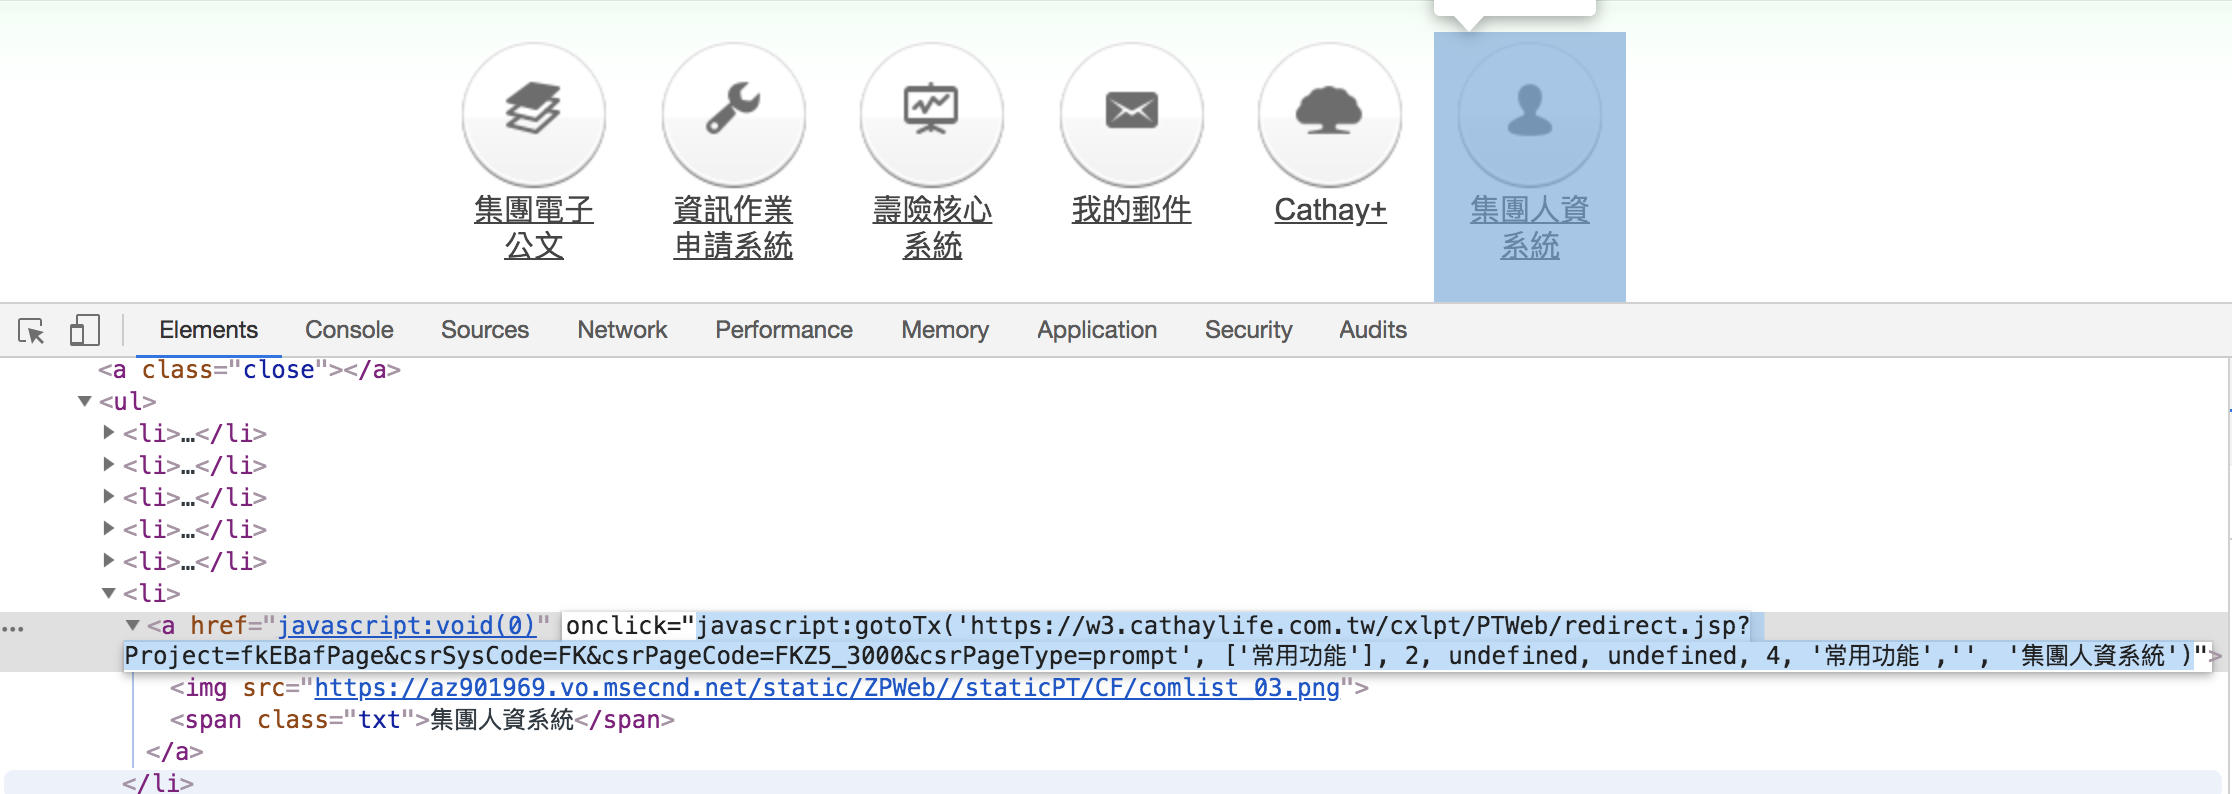 集團電子
公文
資訊作業
申請系統
壽險核心
系統
我的郵件
Cathay+
集團人資
系統
Elements Console Sources Network Performance Memory Application Security Audits
<a class="close"></a>
▼<ul>
▶<li>…</li>
▶<li>…</li>
▶<li>…</li>
▶<li>…</li>
▶<li>…</li>
▼<li>
… ▼<a href="javascript:void(0)" onclick="javascript:gotoTx('https://w3.cathaylife.com.tw/cxlpt/PTWeb/redirect.jsp?
Project=fkEBafPage&csrSysCode=FK&csrPageCode=FKZ5_3000&csrPageType=prompt', ['常用功能'], 2, undefined, undefined, 4, '常用功能','', '集團人資系統')">
<img src="https://az901969.vo.msecnd.net/static/ZPWeb//staticPT/CF/comlist_03.png">
<span class="txt">集團人資系統</span>
</a>
</li>